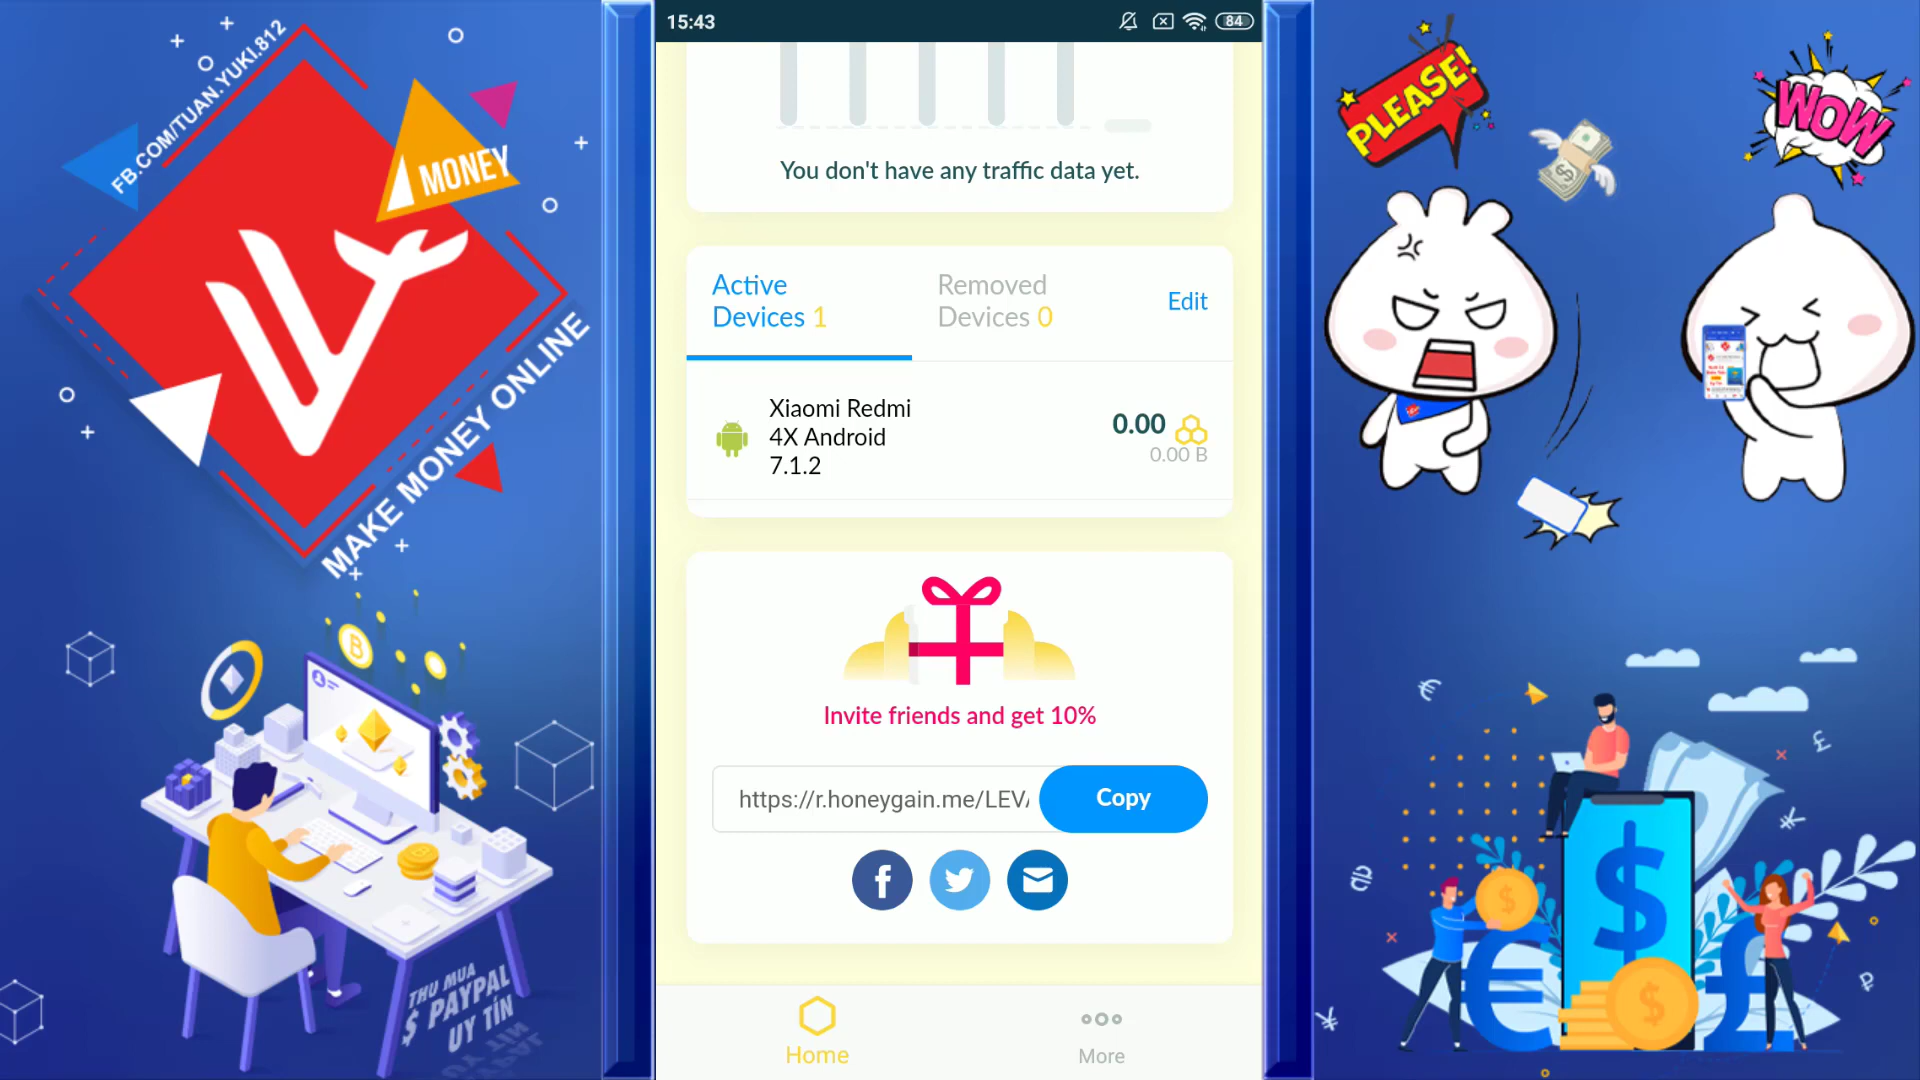 FB.COM/TUAN.YUKI.812
MONEY
MAKE MONEY ONLINE
THU MUA
$ PAYPAL
UY TÍN
15:43
84
You don't have any traffic data yet.
Active
Devices 1
Removed
Devices 0
Edit
Xiaomi Redmi
4X Android
7.1.2
0.00
0.00 B
Invite friends and get 10%
https://r.honeygain.me/LEVA
Copy
Home
More
PLEASE!
WOW